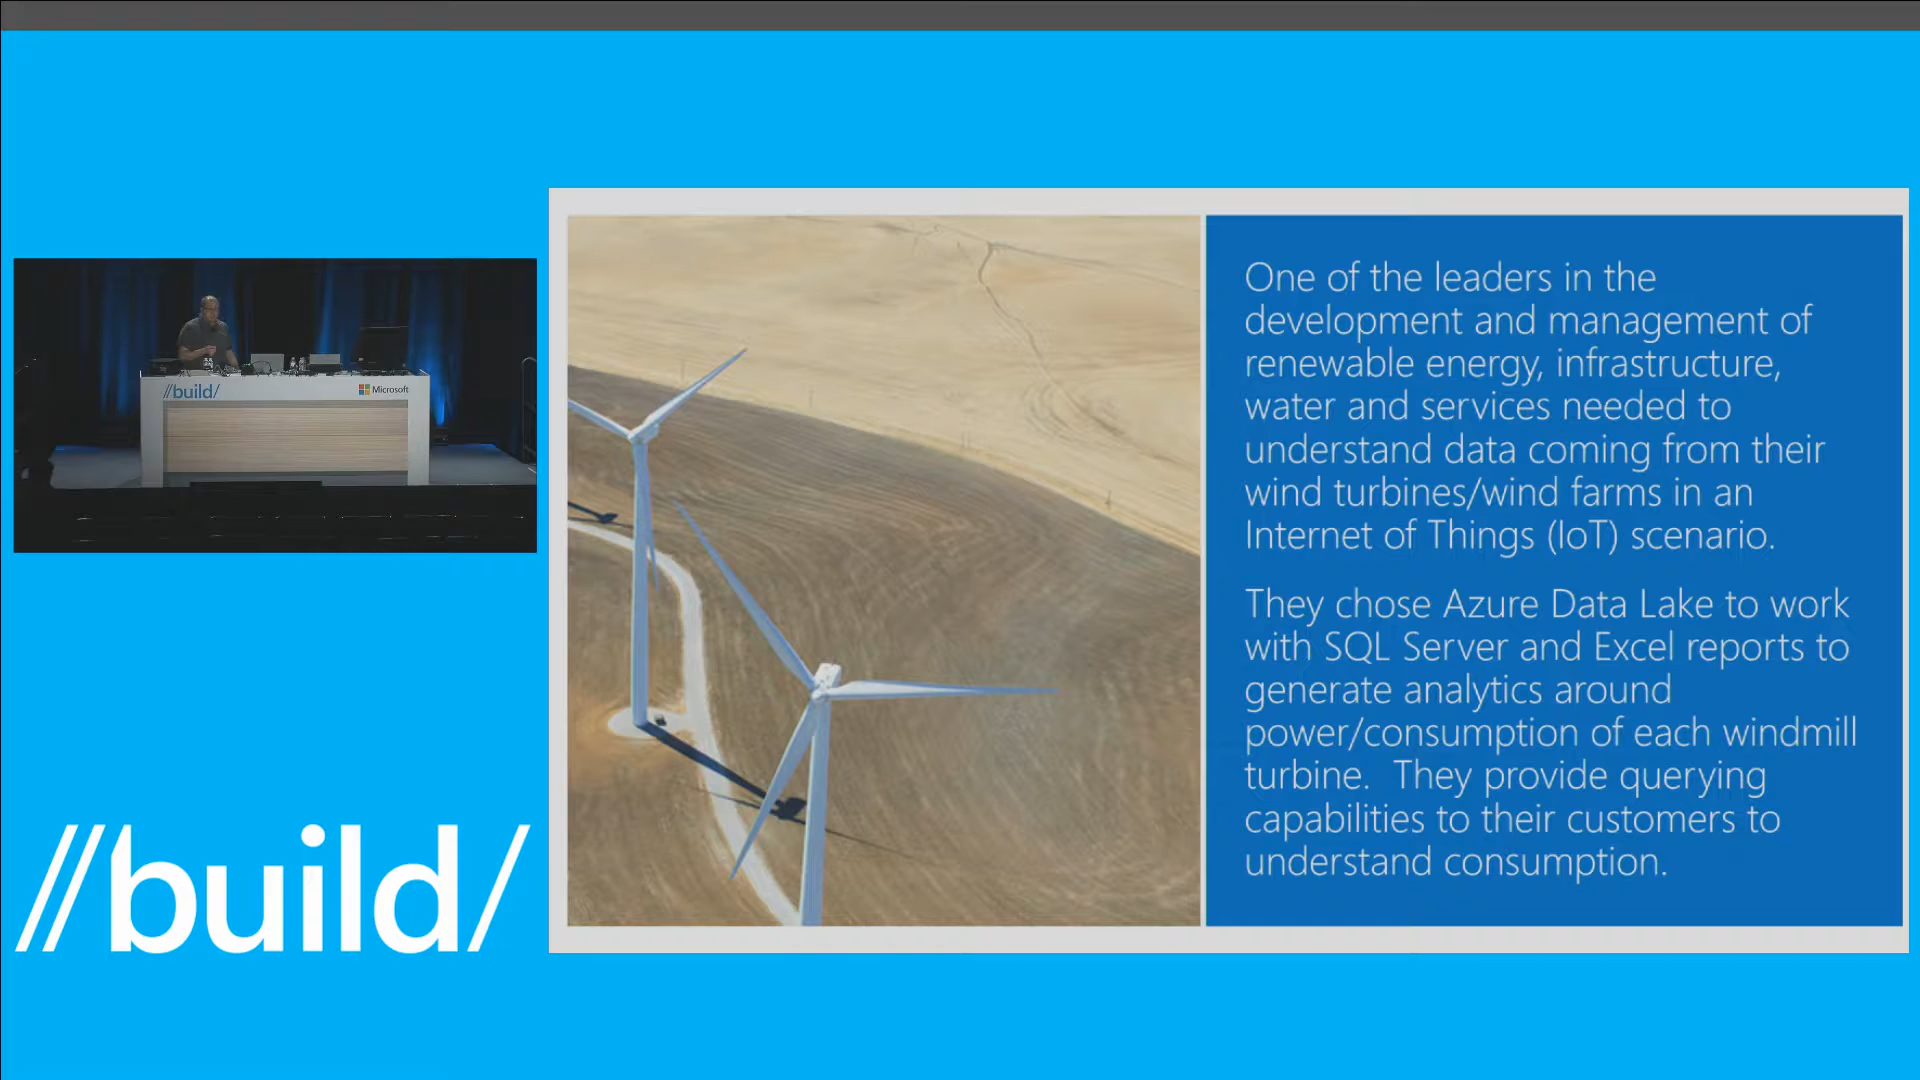 //build/
Microsoft
One of the leaders in the
development and management of
renewable energy, infrastructure,
water and services needed to
understand data coming from their
wind turbines/wind farms in an
Internet of Things (IoT) scenario.
They chose Azure Data Lake to work
with SQL Server and Excel reports to
generate analytics around
power/consumption of each windmill
turbine.  They provide querying
capabilities to their customers to
understand consumption.
//build/